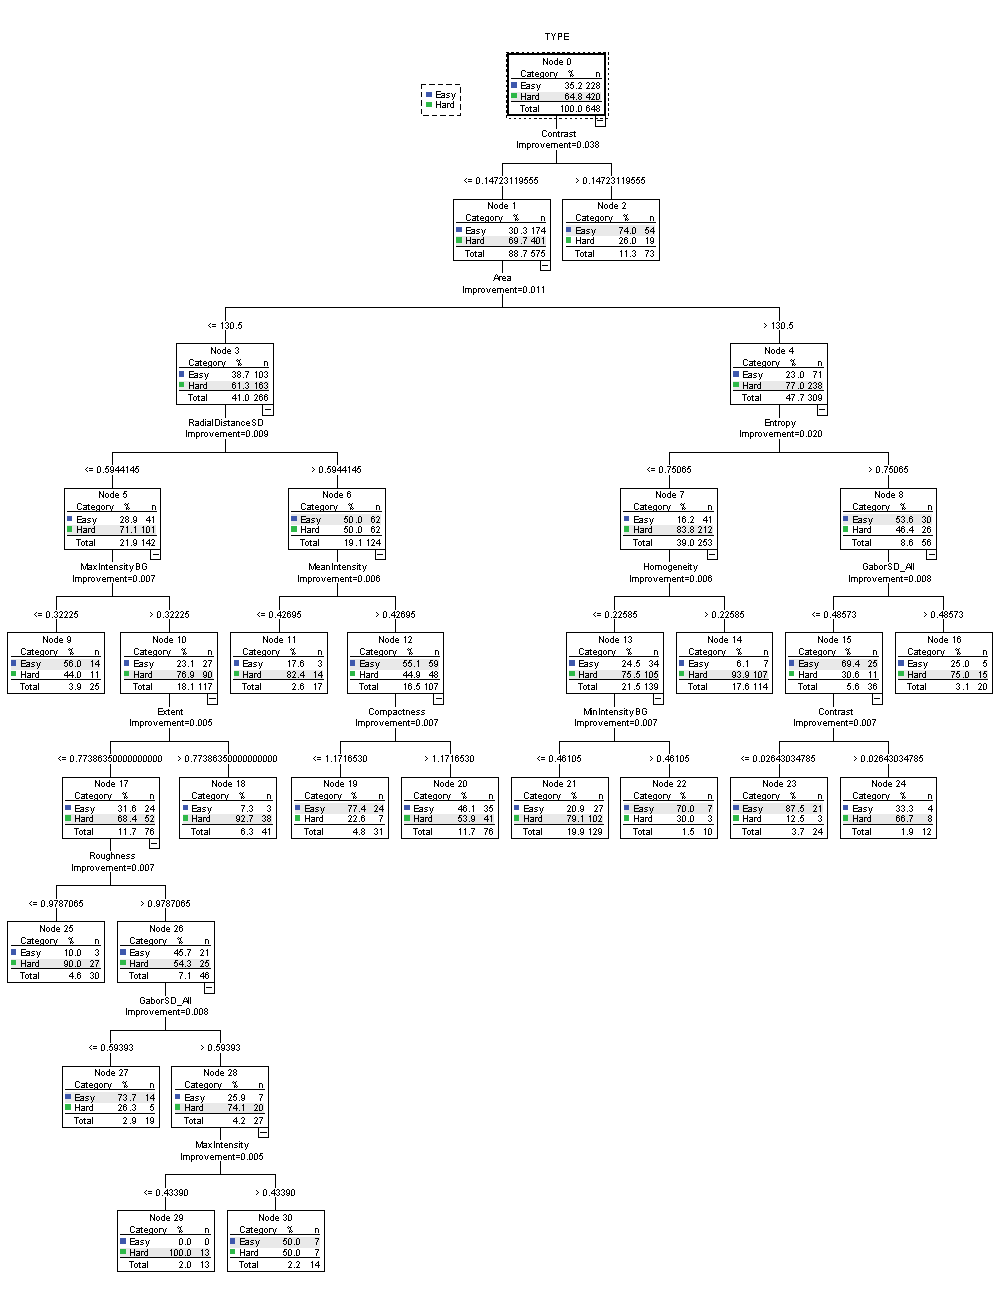 TYPE
Node 0
Category % n
Easy 35.2 228
Hard 64.8 420
Total 100.0 648
Easy
Hard
Contrast
Improvement=0.038
<= 0.14723119555
> 0.14723119555
Node 1
Category % n
Easy 30.3 174
Hard 69.7 401
Total 88.7 575
Node 2
Category % n
Easy 74.0 54
Hard 26.0 19
Total 11.3 73
Area
Improvement=0.011
<= 130.5
> 130.5
Node 3
Category % n
Easy 38.7 103
Hard 61.3 163
Total 41.0 266
Node 4
Category % n
Easy 23.0 71
Hard 77.0 238
Total 47.7 309
RadialDistanceSD
Improvement=0.009
Entropy
Improvement=0.020
<= 0.5944145
> 0.5944145
<= 0.75065
> 0.75065
Node 5
Category % n
Easy 28.9 41
Hard 71.1 101
Total 21.9 142
Node 6
Category % n
Easy 50.0 62
Hard 50.0 62
Total 19.1 124
Node 7
Category % n
Easy 16.2 41
Hard 83.8 212
Total 39.0 253
Node 8
Category % n
Easy 53.6 30
Hard 46.4 26
Total 8.6 56
MaxIntensityBG
Improvement=0.007
MeanIntensity
Improvement=0.006
Homogeneity
Improvement=0.006
GaborSD_All
Improvement=0.008
<= 0.32225
> 0.32225
<= 0.42695
> 0.42695
<= 0.22585
> 0.22585
<= 0.48573
> 0.48573
Node 9
Category % n
Easy 56.0 14
Hard 44.0 11
Total 3.9 25
Node 10
Category % n
Easy 23.1 27
Hard 76.9 90
Total 18.1 117
Node 11
Category % n
Easy 17.6 3
Hard 82.4 14
Total 2.6 17
Node 12
Category % n
Easy 55.1 59
Hard 44.9 48
Total 16.5 107
Node 13
Category % n
Easy 24.5 34
Hard 75.5 105
Total 21.5 139
Node 14
Category % n
Easy 6.1 7
Hard 93.9 107
Total 17.6 114
Node 15
Category % n
Easy 69.4 25
Hard 30.6 11
Total 5.6 36
Node 16
Category % n
Easy 25.0 5
Hard 75.0 15
Total 3.1 20
Extent
Improvement=0.005
Compactness
Improvement=0.007
MinIntensityBG
Improvement=0.007
Contrast
Improvement=0.007
<= 0.77386350000000000
> 0.77386350000000000
<= 1.1716530
> 1.1716530
<= 0.46105
> 0.46105
<= 0.02643034785
> 0.02643034785
Node 17
Category % n
Easy 31.6 24
Hard 68.4 52
Total 11.7 76
Node 18
Category % n
Easy 7.3 3
Hard 92.7 38
Total 6.3 41
Node 19
Category % n
Easy 77.4 24
Hard 22.6 7
Total 4.8 31
Node 20
Category % n
Easy 46.1 35
Hard 53.9 41
Total 11.7 76
Node 21
Category % n
Easy 20.9 27
Hard 79.1 102
Total 19.9 129
Node 22
Category % n
Easy 70.0 7
Hard 30.0 3
Total 1.5 10
Node 23
Category % n
Easy 87.5 21
Hard 12.5 3
Total 3.7 24
Node 24
Category % n
Easy 33.3 4
Hard 66.7 8
Total 1.9 12
Roughness
Improvement=0.007
<= 0.9787065
> 0.9787065
Node 25
Category % n
Easy 10.0 3
Hard 90.0 27
Total 4.6 30
Node 26
Category % n
Easy 45.7 21
Hard 54.3 25
Total 7.1 46
GaborSD_All
Improvement=0.008
<= 0.59393
> 0.59393
Node 27
Category % n
Easy 73.7 14
Hard 26.3 5
Total 2.9 19
Node 28
Category % n
Easy 25.9 7
Hard 74.1 20
Total 4.2 27
MaxIntensity
Improvement=0.005
<= 0.43390
> 0.43390
Node 29
Category % n
Easy 0.0 0
Hard 100.0 13
Total 2.0 13
Node 30
Category % n
Easy 50.0 7
Hard 50.0 7
Total 2.2 14